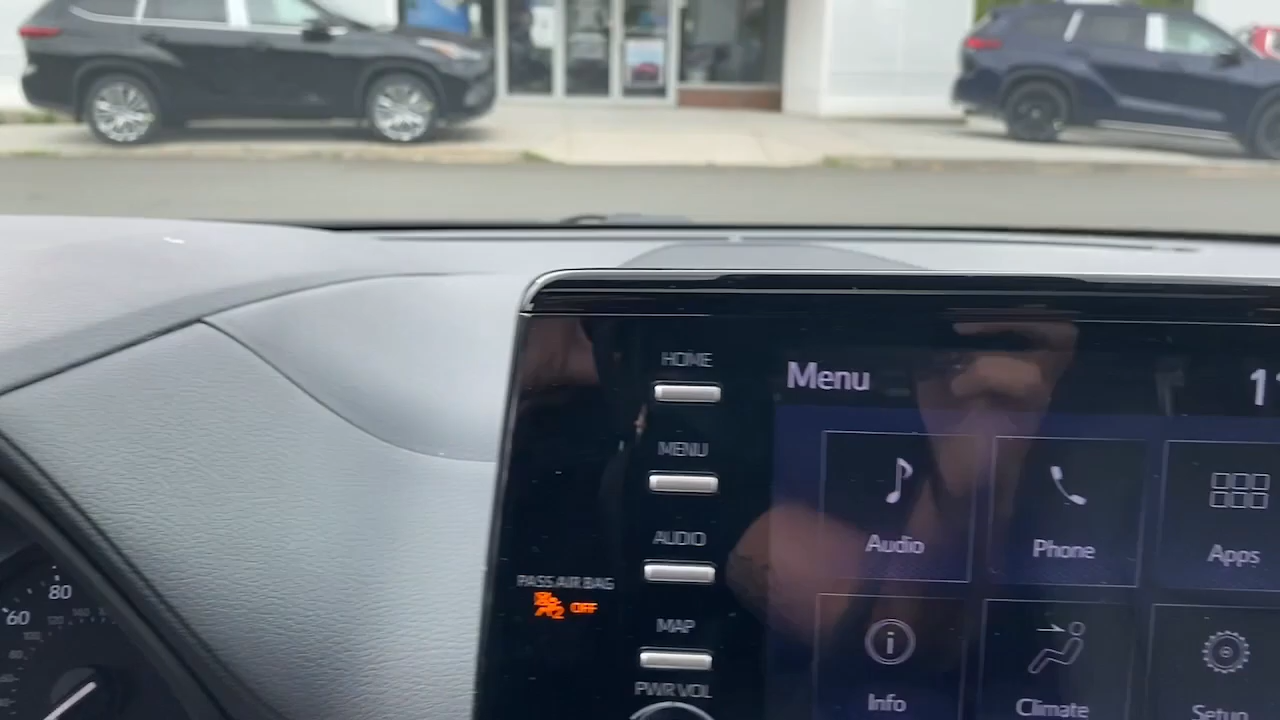 HOME
Menu
11
MENU
AUDIO
Audio
Phone
Apps
PASS AIR BAG
OFF
MAP
PWR VOL
Info
Climate
Setup
80
60